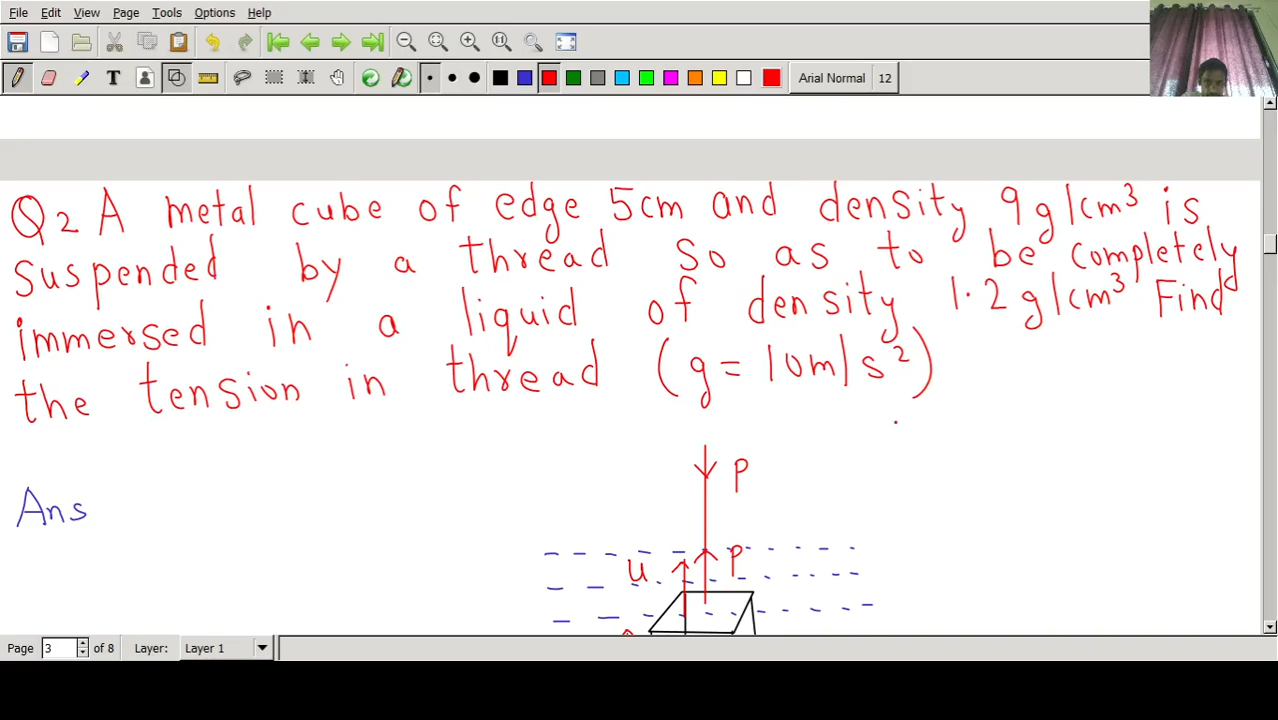 File Edit View Page Tools Options Help
T Arial Normal 12
Q2 A metal cube of edge 5cm and density 9g/cm³ is
suspended by a thread so as to be completely
immersed in a liquid of density 1.2g/cm³ Find
the tension in thread (g = 10m/s²)
P
Ans
U P
Page 3 of 8 Layer: Layer 1